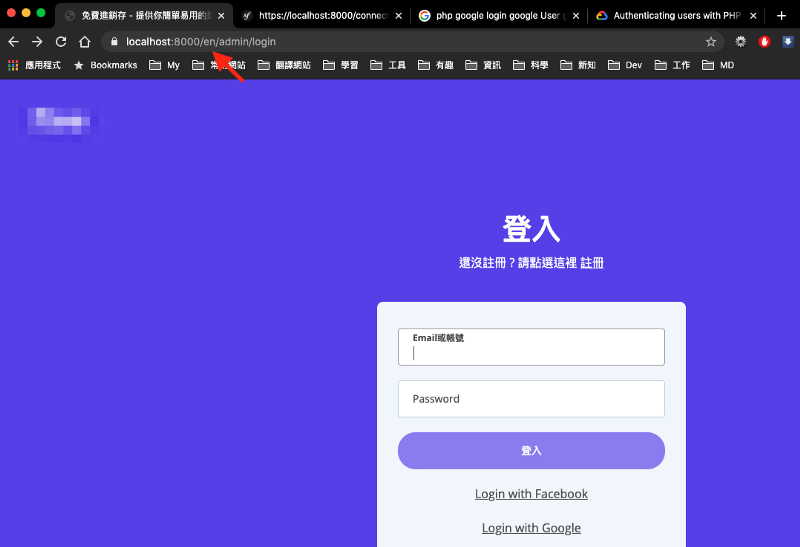 免費進銷存 - 提供你簡單易用的
https://localhost:8000/connec
php google login google User
Authenticating users with PHP
localhost:8000/en/admin/login
應用程式 Bookmarks My 常用網站 翻譯網站 學習 工具 有趣 資訊 科學 新知 Dev 工作 MD
登入
還沒註冊？請點選這裡 註冊
Email或帳號
Password
登入
Login with Facebook
Login with Google